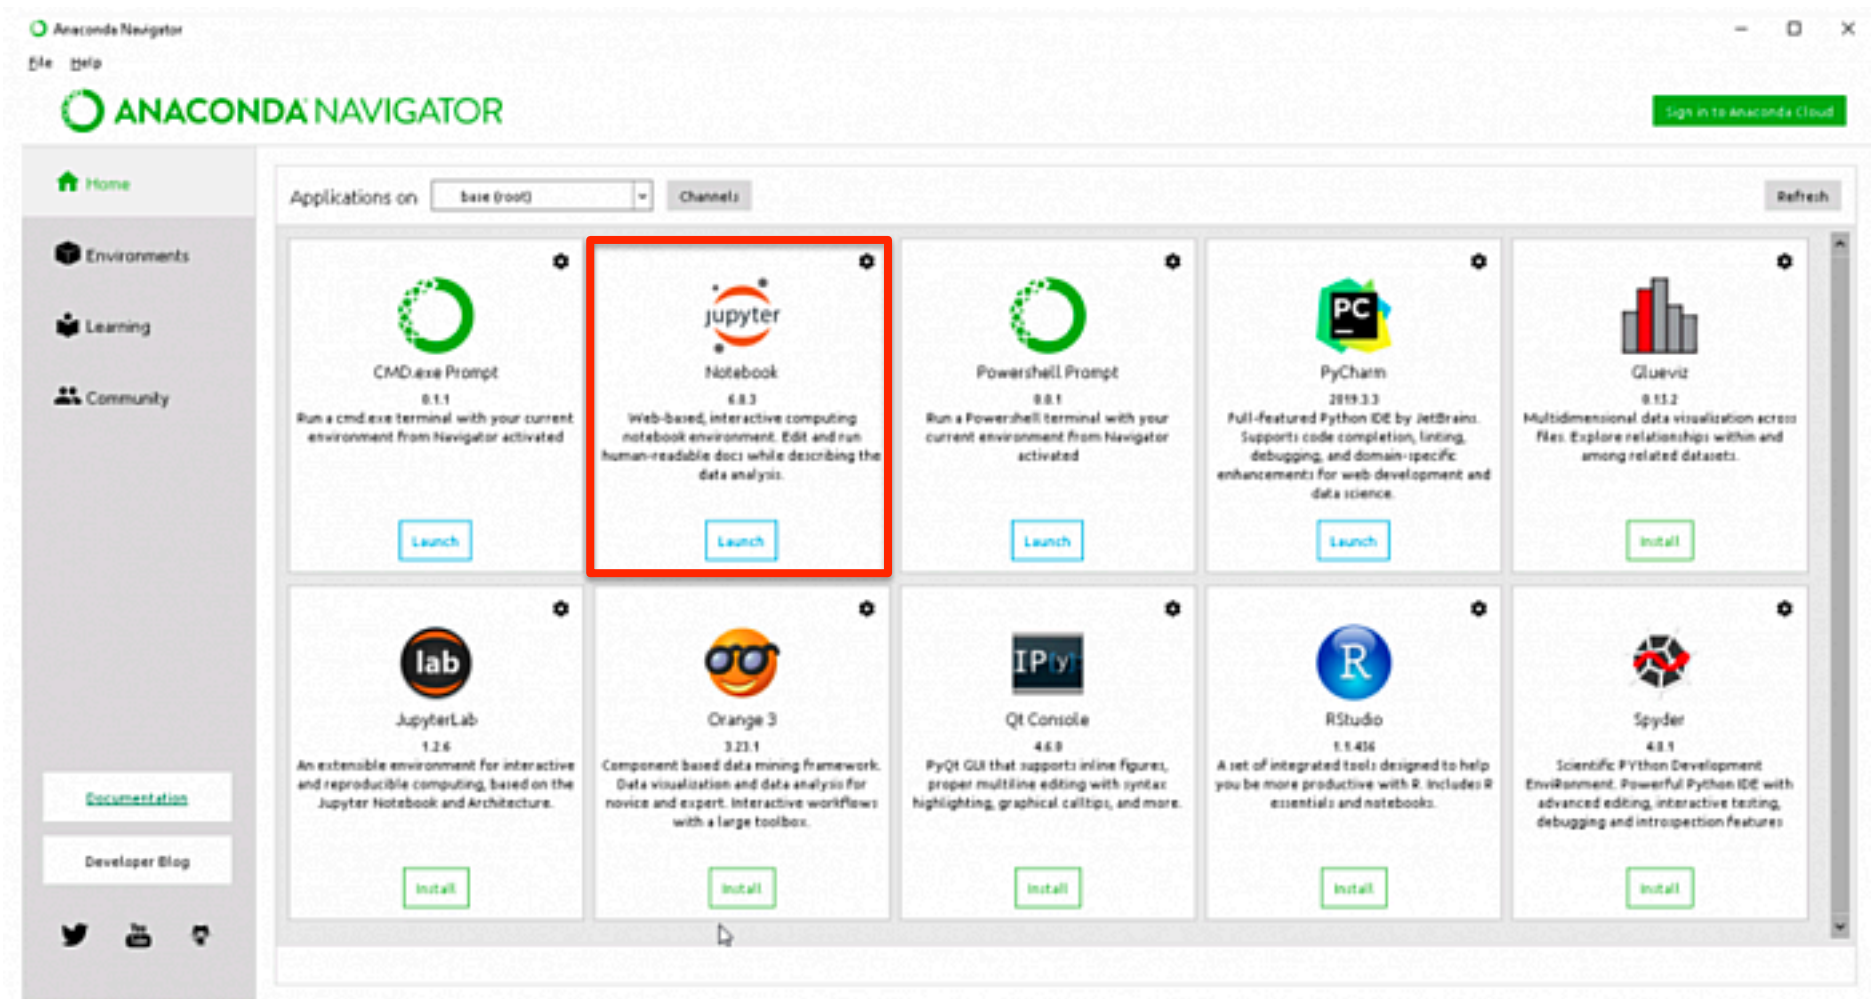 Anaconda Navigator
File Help
ANACONDA NAVIGATOR
Sign in to Anaconda Cloud
Home
Environments
Learning
Community
Documentation
Developer Blog
You
Tube
Applications on base (root) Channels
Refresh
CMD.exe Prompt
0.1.1
Run a cmd.exe terminal with your current
environment from Navigator activated
Launch
jupyter
Notebook
6.0.3
Web-based, interactive computing
notebook environment. Edit and run
human-readable docs while describing the
data analysis.
Launch
Powershell Prompt
0.0.1
Run a Powershell terminal with your
current environment from Navigator
activated
Launch
PC
PyCharm
2019.3.3
Full-featured Python IDE by JetBrains.
Supports code completion, linting,
debugging, and domain-specific
enhancements for web development and
data science.
Launch
Glueviz
0.15.2
Multidimensional data visualization across
files. Explore relationships within and
among related datasets.
Install
lab
JupyterLab
1.2.6
An extensible environment for interactive
and reproducible computing, based on the
Jupyter Notebook and Architecture.
Install
Orange 3
3.23.1
Component based data mining framework.
Data visualization and data analysis for
novice and expert. Interactive workflows
with a large toolbox.
Install
IP[y]:
Qt Console
4.6.0
PyQt GUI that supports inline figures,
proper multiline editing with syntax
highlighting, graphical calltips, and more.
Install
R
RStudio
1.1.456
A set of integrated tools designed to help
you be more productive with R. Includes R
essentials and notebooks.
Install
Spyder
4.0.1
Scientific PYthon Development
EnviRonment. Powerful Python IDE with
advanced editing, interactive testing,
debugging and introspection features
Install